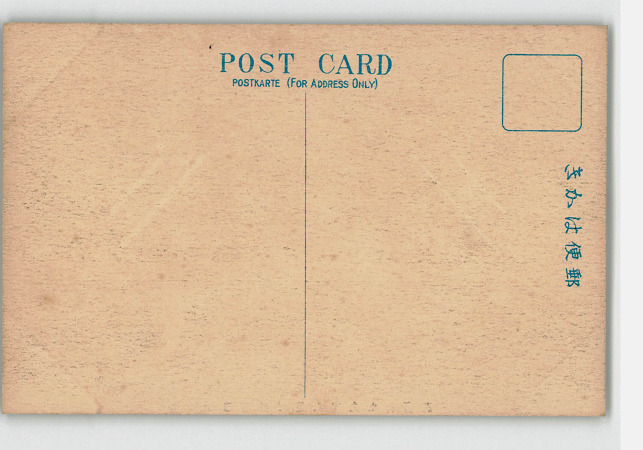 POST CARD
POSTKARTE (FOR ADDRESS ONLY)
郵便はかき